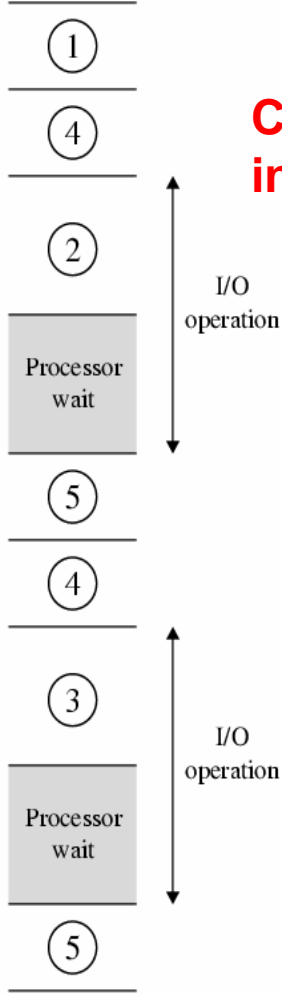 1
4
2
I/O
operation
Processor
wait
5
4
3
I/O
operation
Processor
wait
5